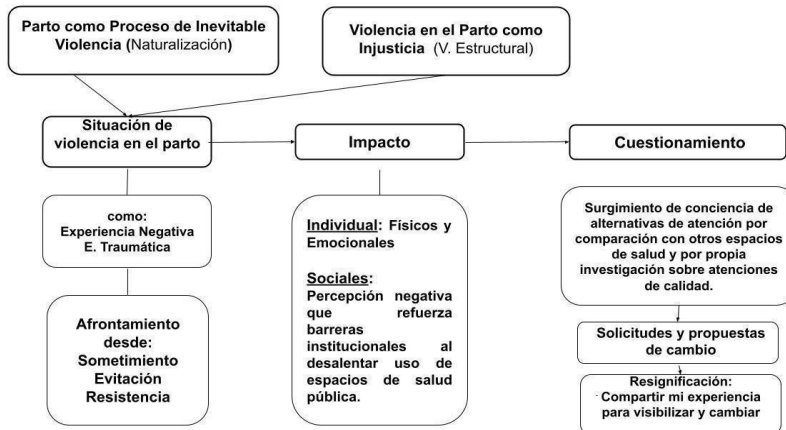 Parto como Proceso de Inevitable
Violencia (Naturalización)
Violencia en el Parto como
Injusticia (V. Estructural)
Situación de
violencia en el parto
Impacto
Cuestionamiento
como:
Experiencia Negativa
E. Traumática
Individual: Físicos y
Emocionales
Sociales:
Percepción negativa
que refuerza
barreras
institucionales al
desalentar uso de
espacios de salud
pública.
Surgimiento de conciencia de
alternativas de atención por
comparación con otros espacios
de salud y por propia
investigación sobre atenciones
de calidad.
Afrontamiento
desde:
Sometimiento
Evitación
Resistencia
Solicitudes y propuestas
de cambio
Resignificación:
Compartir mi experiencia
para visibilizar y cambiar